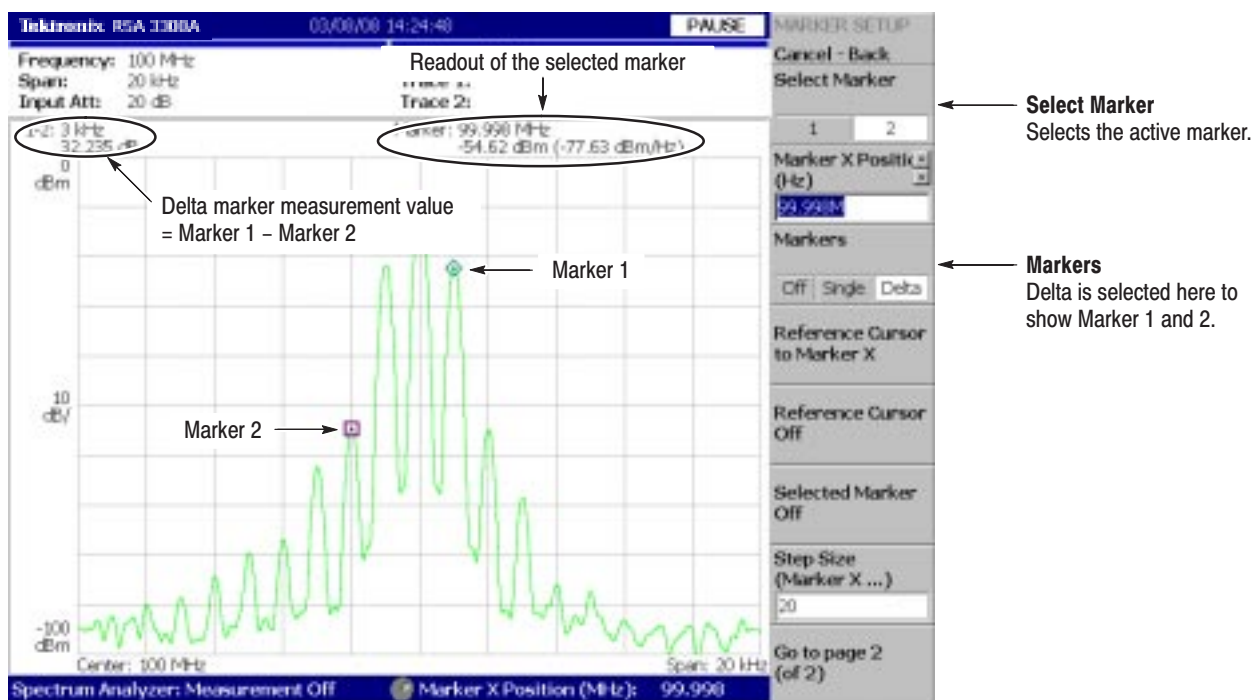 Tektronix RSA 3300A 03/08/08 14:24:48 PAUSE
Frequency: 100 MHz
Span: 20 kHz
Input Att: 20 dB
Readout of the selected marker
Trace 1:
Trace 2:
1-2: 3 kHz
32.235 dB
Marker: 99.998 MHz
-54.62 dBm (-77.63 dBm/Hz)
0
dBm
Delta marker measurement value
= Marker 1 – Marker 2
Marker 1
10
dB/
Marker 2
-100
dBm
Center: 100 MHz Span: 20 kHz
Spectrum Analyzer: Measurement Off Marker X Position (MHz): 99.998
MARKER SETUP
Cancel - Back
Select Marker
1 2
Marker X Positio
(Hz)
99.998M
Markers
Off Single Delta
Reference Cursor
to Marker X
Reference Cursor
Off
Selected Marker
Off
Step Size
(Marker X ...)
20
Go to page 2
(of 2)
Select Marker
Selects the active marker.
Markers
Delta is selected here to
show Marker 1 and 2.